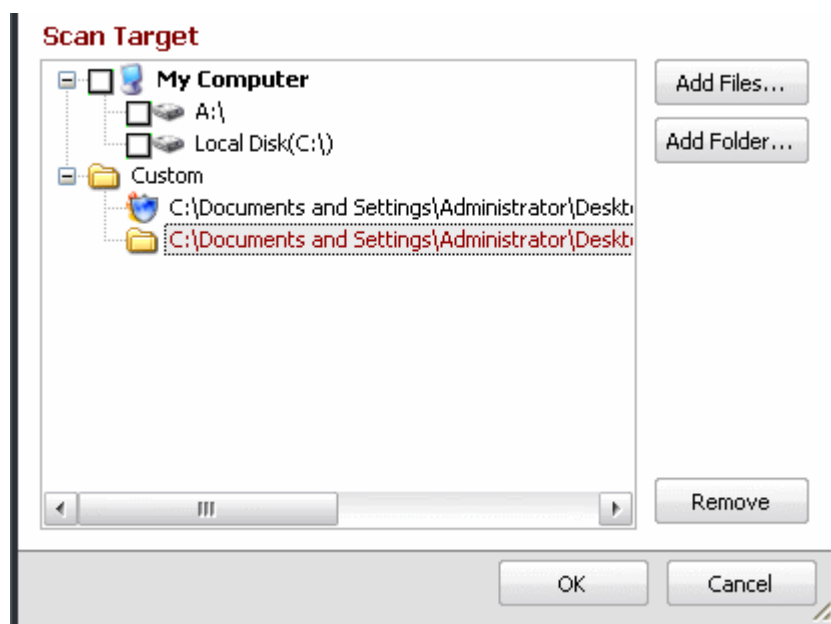 Scan Target
My Computer
A:\
Local Disk(C:\)
Custom
C:\Documents and Settings\Administrator\Deskt
C:\Documents and Settings\Administrator\Deskt
Add Files...
Add Folder...
Remove
OK
Cancel